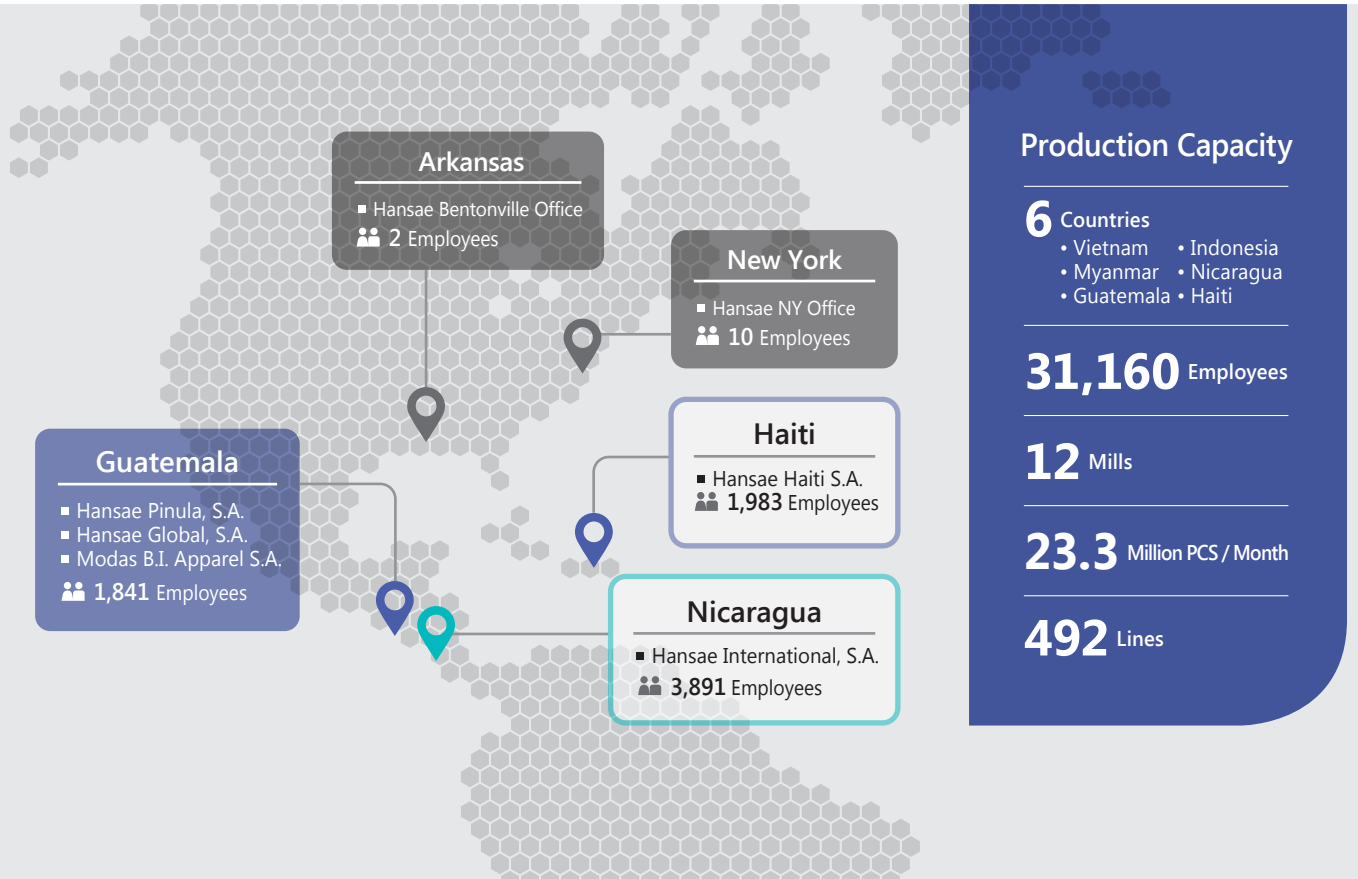 Arkansas
▪ Hansae Bentonville Office
2 Employees
New York
▪ Hansae NY Office
10 Employees
Guatemala
▪ Hansae Pinula, S.A.
▪ Hansae Global, S.A.
▪ Modas B.I. Apparel S.A.
1,841 Employees
Haiti
▪ Hansae Haiti S.A.
1,983 Employees
Nicaragua
▪ Hansae International, S.A.
3,891 Employees
Production Capacity
6 Countries
• Vietnam • Indonesia
• Myanmar • Nicaragua
• Guatemala • Haiti
31,160 Employees
12 Mills
23.3 Million PCS / Month
492 Lines